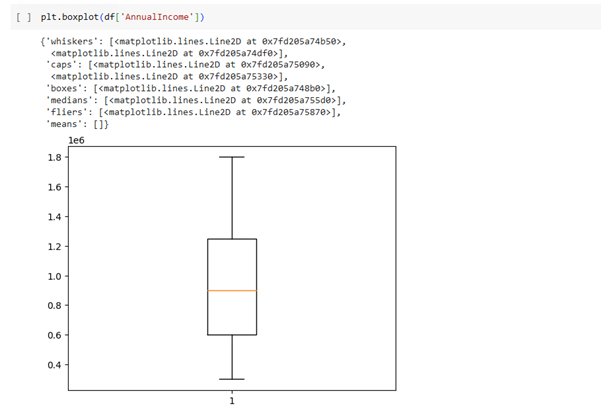 [ ] plt.boxplot(df['AnnualIncome'])
{'whiskers': [<matplotlib.lines.Line2D at 0x7fd205a74b50>,
<matplotlib.lines.Line2D at 0x7fd205a74df0>],
'caps': [<matplotlib.lines.Line2D at 0x7fd205a75090>,
<matplotlib.lines.Line2D at 0x7fd205a75330>],
'boxes': [<matplotlib.lines.Line2D at 0x7fd205a748b0>],
'medians': [<matplotlib.lines.Line2D at 0x7fd205a755d0>],
'fliers': [<matplotlib.lines.Line2D at 0x7fd205a75870>],
'means': []}
1e6
1.8
1.6
1.4
1.2
1.0
0.8
0.6
0.4
1